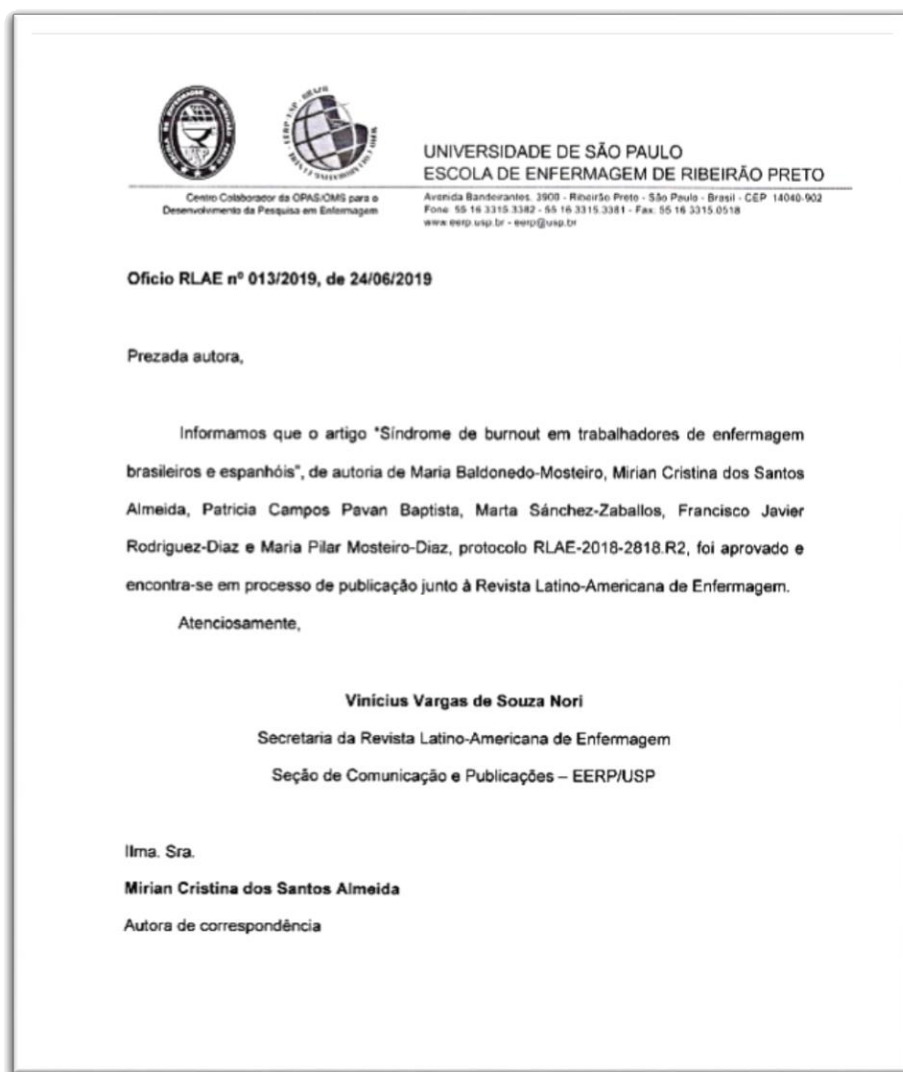 UNIVERSIDADE DE SÃO PAULO
ESCOLA DE ENFERMAGEM DE RIBEIRÃO PRETO
Centro Colaborador da OPAS/OMS para o
Desenvolvimento da Pesquisa em Enfermagem
Avenida Bandeirantes, 3900 - Ribeirão Preto - São Paulo - Brasil - CEP 14040-902
Fone: 55 16 3315.3382 - 55 16 3315.3381 - Fax: 55 16 3315.0518
www.eerp.usp.br - eerp@usp.br
Oficio RLAE nº 013/2019, de 24/06/2019
Prezada autora,
Informamos que o artigo "Síndrome de burnout em trabalhadores de enfermagem
brasileiros e espanhóis", de autoria de Maria Baldonedo-Mosteiro, Mirian Cristina dos Santos
Almeida, Patricia Campos Pavan Baptista, Marta Sánchez-Zaballos, Francisco Javier
Rodriguez-Diaz e Maria Pilar Mosteiro-Diaz, protocolo RLAE-2018-2818.R2, foi aprovado e
encontra-se em processo de publicação junto à Revista Latino-Americana de Enfermagem.
Atenciosamente,
Vinicius Vargas de Souza Nori
Secretaria da Revista Latino-Americana de Enfermagem
Seção de Comunicação e Publicações – EERP/USP
Ilma. Sra.
Mirian Cristina dos Santos Almeida
Autora de correspondência